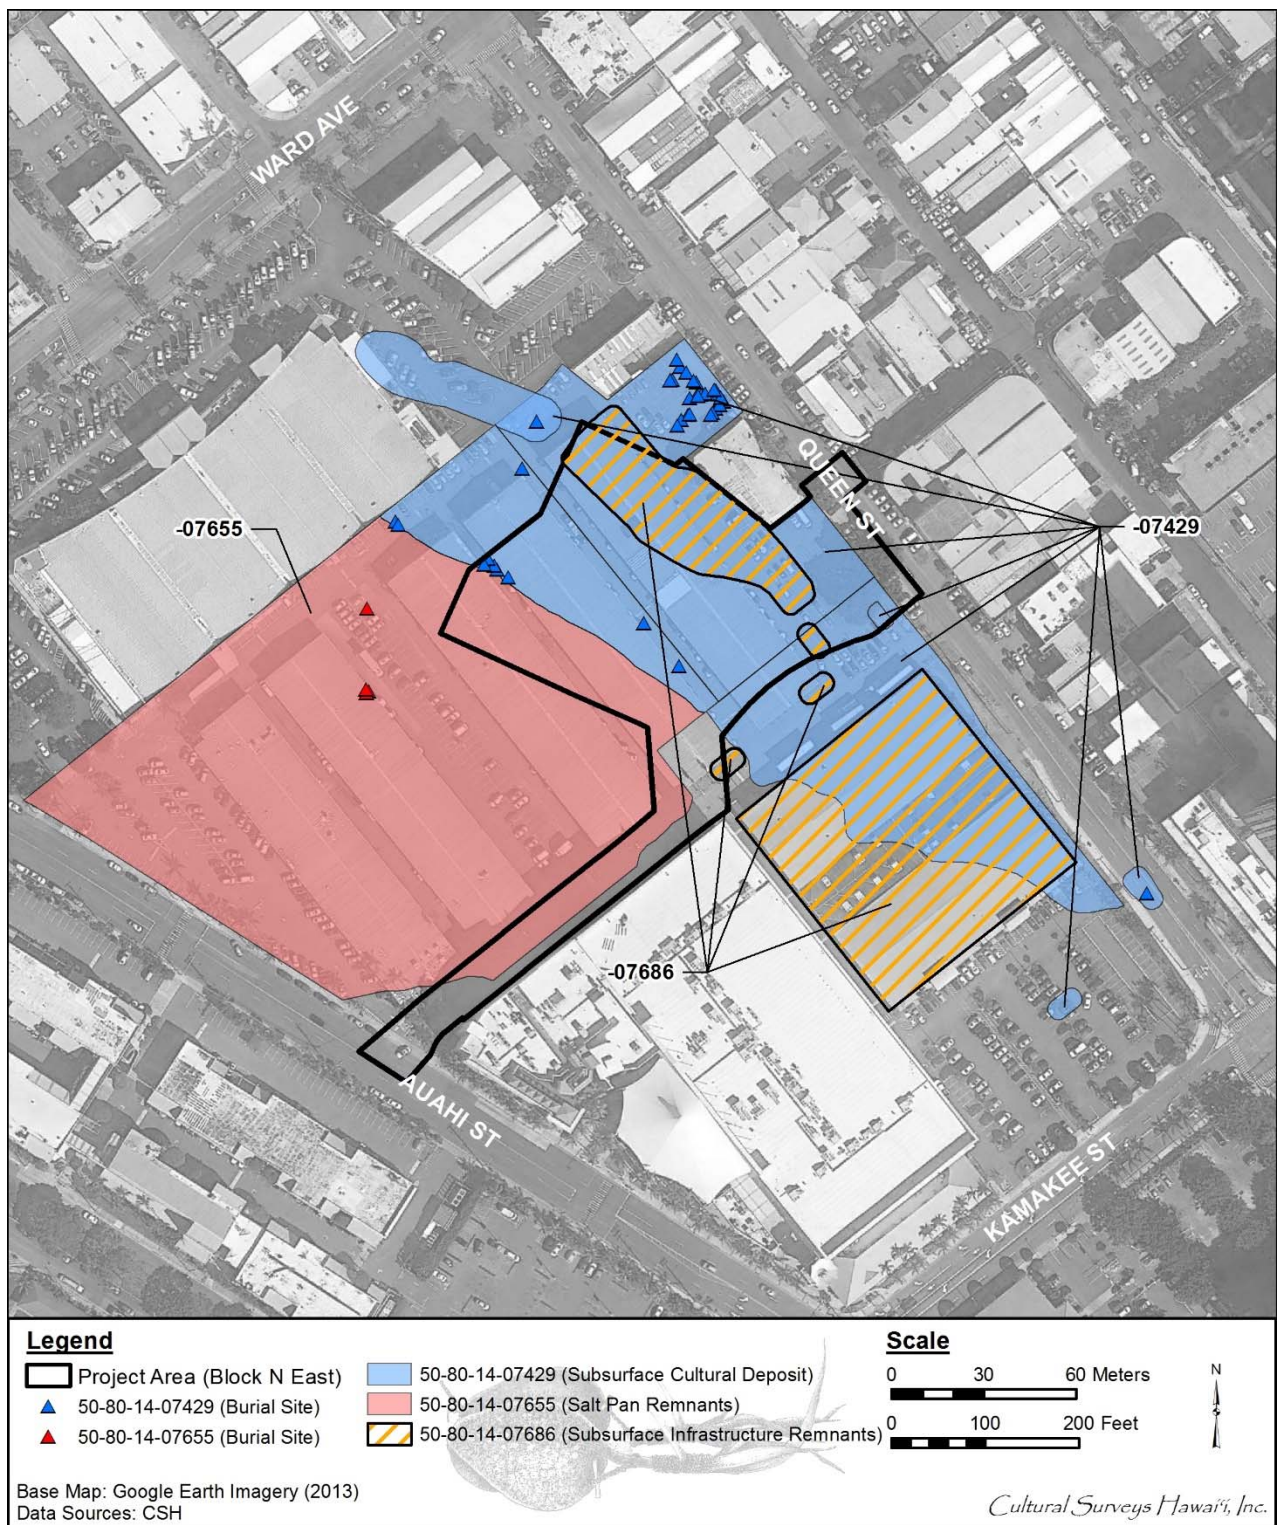 WARD AVE
QUEEN ST
-07655
-07429
-07686
AUAHI ST
KAMAKEE ST
Legend
Project Area (Block N East)
50-80-14-07429 (Burial Site)
50-80-14-07655 (Burial Site)
50-80-14-07429 (Subsurface Cultural Deposit)
50-80-14-07655 (Salt Pan Remnants)
50-80-14-07686 (Subsurface Infrastructure Remnants)
Scale
0 30 60 Meters
0 100 200 Feet
N
Base Map: Google Earth Imagery (2013)
Data Sources: CSH
Cultural Surveys Hawaiʻi, Inc.